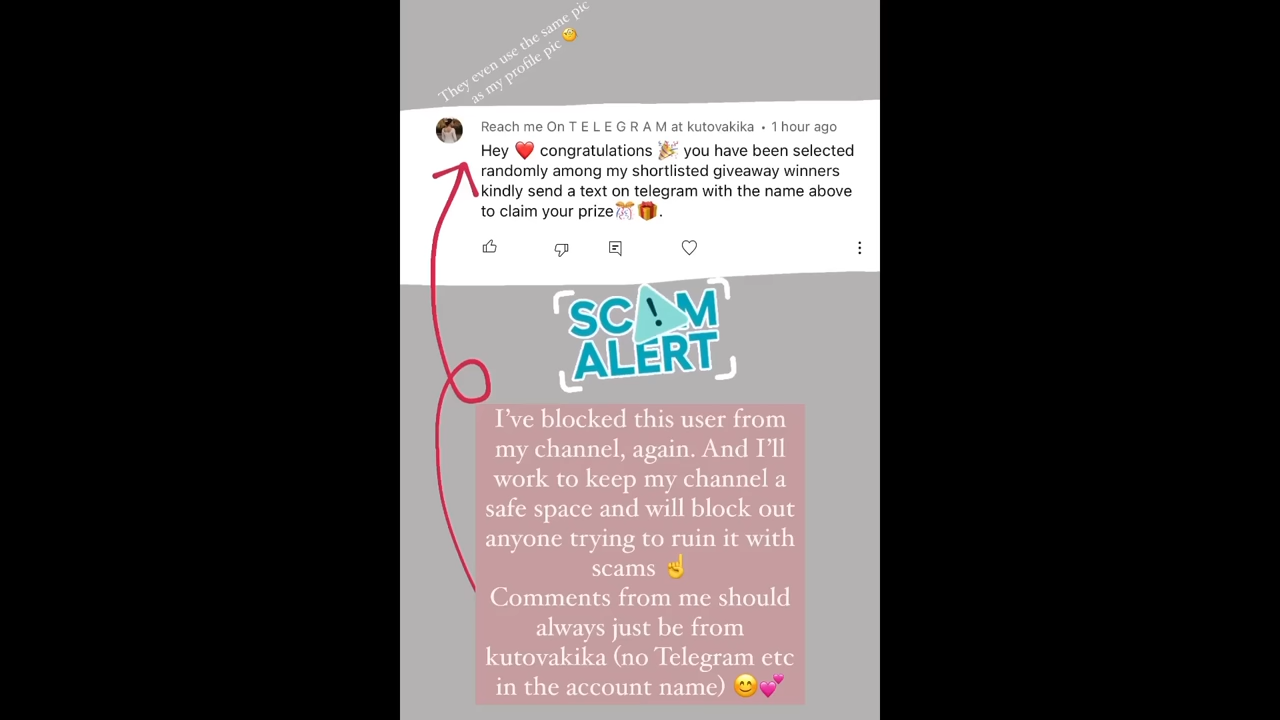 They even use the same pic
as my profile pic 🧐
Reach me On T E L E G R A M at kutovakika • 1 hour ago
Hey ❤️ congratulations 🎉 you have been selected
randomly among my shortlisted giveaway winners
kindly send a text on telegram with the name above
to claim your prize🎊🎁.
SCAM
ALERT
I’ve blocked this user from
my channel, again. And I’ll
work to keep my channel a
safe space and will block out
anyone trying to ruin it with
scams ☝️
Comments from me should
always just be from
kutovakika (no Telegram etc
in the account name) 😊💕